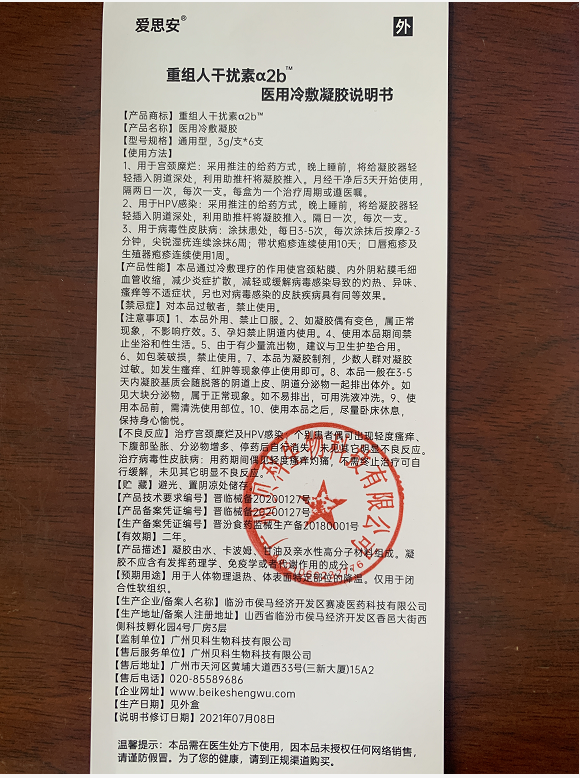 爱思安®
外
重组人干扰素α2b™
医用冷敷凝胶说明书
【产品商标】重组人干扰素α2b™
【产品名称】医用冷敷凝胶
【型号规格】通用型，3g/支*6支
【使用方法】
1、用于宫颈糜烂：采用推注的给药方式，晚上睡前，将给凝胶器轻
轻插入阴道深处，利用助推杆将凝胶推入。月经干净后3天开始使用，
隔两日一次，每次一支。每盒为一个治疗周期或遵医嘱。
2、用于HPV感染：采用推注的给药方式，晚上睡前，将给凝胶器轻
轻插入阴道深处，利用助推杆将凝胶推入。隔日一次，每次一支。
3、用于病毒性皮肤病：涂抹患处，每日3-5次，每次涂抹后按摩2-3
分钟，尖锐湿疣连续涂抹6周；带状疱疹连续使用10天；口唇疱疹及
生殖器疱疹连续使用1周。
【产品性能】本品通过冷敷理疗的作用使宫颈粘膜、内外阴粘膜毛细
血管收缩，减少炎症扩散，减轻或缓解病毒感染导致的灼热、异味、
瘙痒等不适症状，另也对病毒感染的皮肤疾病具有同等效果。
【禁忌症】对本品过敏者，禁止使用。
【注意事项】1、本品外用、禁止口服。2、如凝胶偶有变色，属正常
现象，不影响疗效。3、孕妇禁止阴道内使用。4、使用本品期间禁
止坐浴和性生活。5、由于有少量流出物，建议与卫生护垫合用。
6、如包装破损，禁止使用。7、本品为凝胶制剂，少数人群对凝胶
过敏。如发生瘙痒、红肿等现象停止使用即可。8、本品一般在3-5
天内凝胶基质会随脱落的阴道上皮、阴道分泌物一起排出体外。如
见大块分泌物，属于正常现象。如不易排出，可用洗液冲洗。9、使
用本品前，需清洗使用部位。10、使用本品之后，尽量卧床休息，
保持身心愉悦。
【不良反应】治疗宫颈糜烂及HPV感染，个别患者偶可出现轻度瘙痒、
下腹部坠胀、分泌物增多、停药后自行消失，未见其它明显不良反应。
治疗病毒性皮肤病：用药期偶见轻度瘙痒灼痛，不需终止治疗可自
行缓解，未见其它明显不良反应。
【贮 藏】避光、置阴凉处储存。
【产品技术要求编号】晋临械备20200127号
【产品备案凭证编号】晋临械备20200127号
【生产备案凭证编号】晋汾食药监械生产备20180001号
【有效期】二年。
【产品描述】凝胶由水、卡波姆、甘油及亲水性高分子材料组成。凝
胶不应含有发挥药理学、免疫学或者代谢作用的成分。
【预期用途】用于人体物理退热、体表面特定部位的降温。仅用于闭
合性软组织。
【生产企业/备案人名称】临汾市侯马经济开发区赛凌医药科技有限公司
【生产地址/备案人注册地址】山西省临汾市侯马经济开发区香邑大街西
侧科技孵化园4号厂房3层
【监制单位】广州贝科生物科技有限公司
【售后服务单位】广州贝科生物科技有限公司
【售后地址】广州市天河区黄埔大道西33号(三新大厦)15A2
【售后电话】020-85589686
【企业网址】www.beikeshengwu.com
【生产日期】见外盒
【说明书修订日期】2021年07月08日
温馨提示：本品需在医生处方下使用，因本品未授权任何网络销售，
请谨防假冒。为了您的健康，请到正规渠道购买。
广州贝科生物科技有限公司